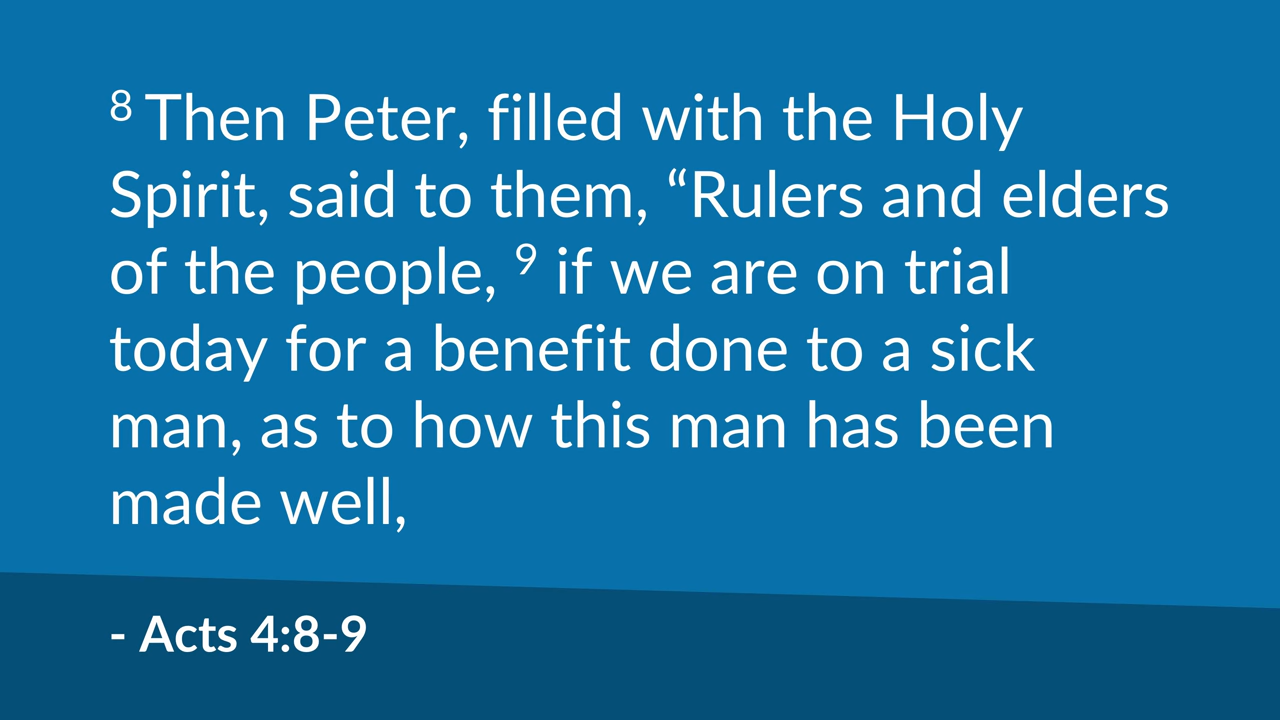 8 Then Peter, filled with the Holy
Spirit, said to them, “Rulers and elders
of the people, 9 if we are on trial
today for a benefit done to a sick
man, as to how this man has been
made well,
- Acts 4:8-9